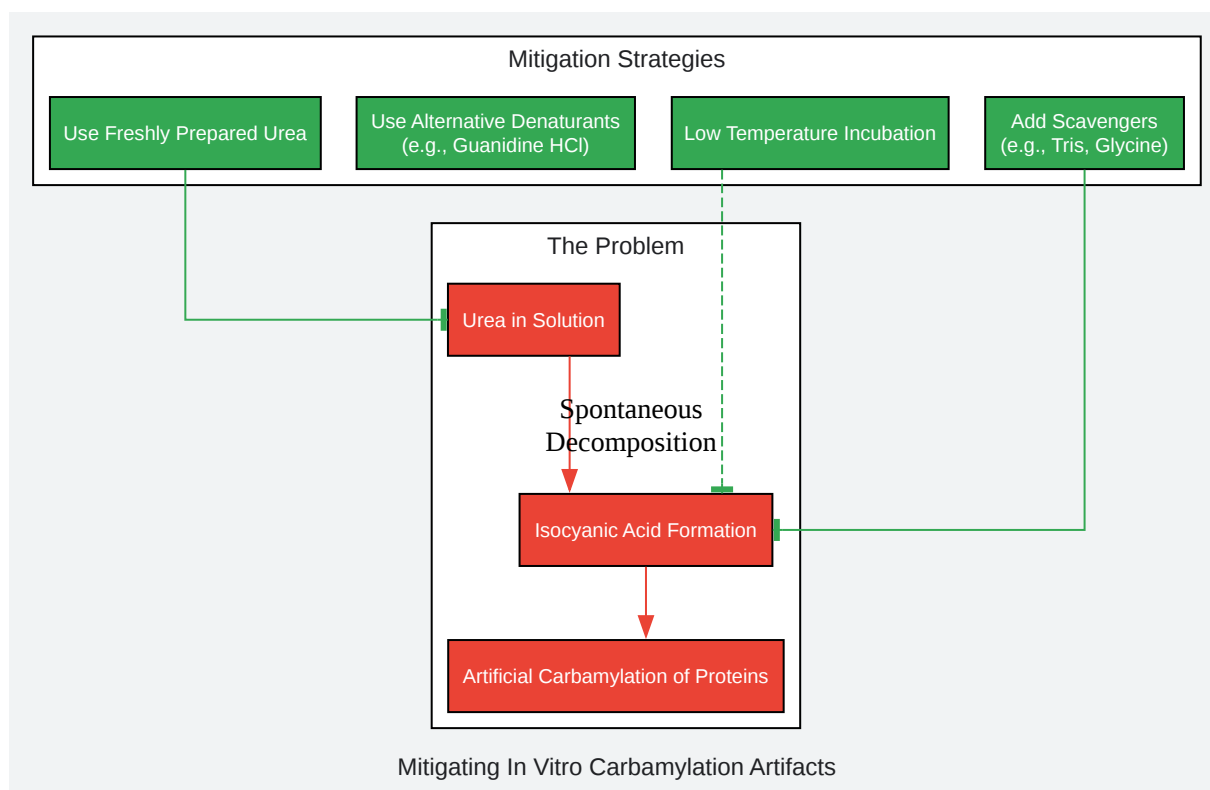 Mitigation Strategies
Use Freshly Prepared Urea
Use Alternative Denaturants
(e.g., Guanidine HCl)
Low Temperature Incubation
Add Scavengers
(e.g., Tris, Glycine)
The Problem
Urea in Solution
Spontaneous
Decomposition
Isocyanic Acid Formation
Artificial Carbamylation of Proteins
Mitigating In Vitro Carbamylation Artifacts